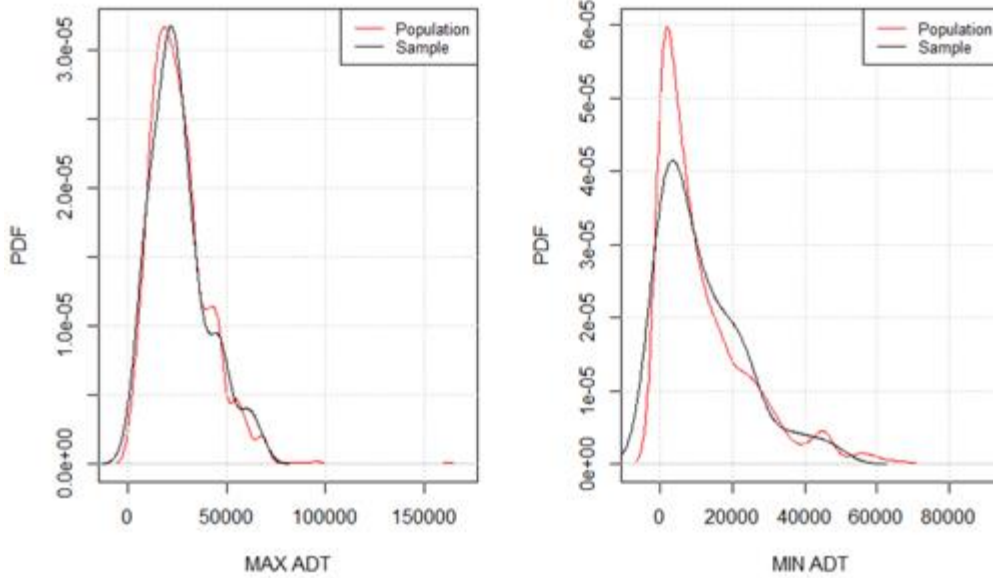 Population
Sample
PDF
0.0e+00
1.0e-05
2.0e-05
3.0e-05
0
50000
100000
150000
MAX ADT
Population
Sample
PDF
0e+00
1e-05
2e-05
3e-05
4e-05
5e-05
6e-05
0
20000
40000
60000
80000
MIN ADT